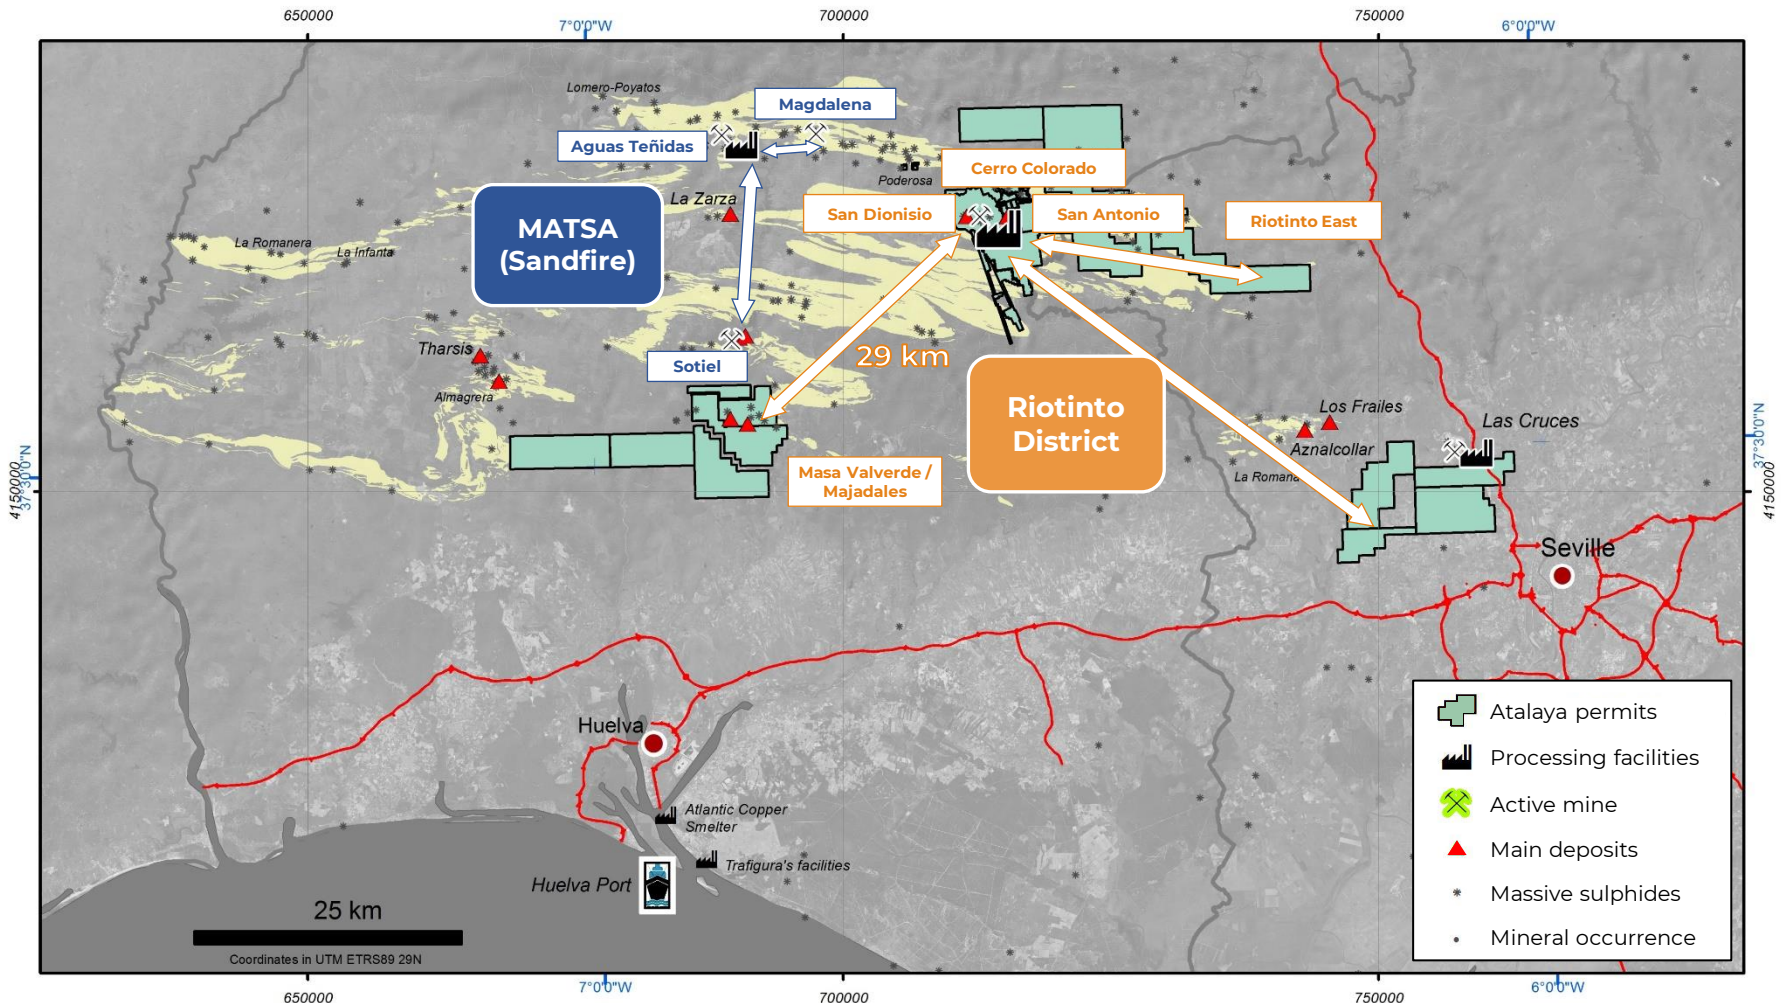 650000
700000
750000
7°0'0"W
6°0'0"W
Lomero-Poyatos
Magdalena
Aguas Teñidas
Poderosa
Cerro Colorado
La Zarza
San Dionisio
San Antonio
Riotinto East
MATSA
(Sandfire)
La Romanera
La Infanta
Tharsis
Sotiel
29 km
Almagrera
Riotinto
District
Los Frailes
Las Cruces
Aznalcollar
La Romana
Masa Valverde /
Majadales
37°30'0"N
4150000
37°30'0"N
4150000
Seville
Huelva
Atlantic Copper
Smelter
Trafigura's facilities
Huelva Port
25 km
Coordinates in UTM ETRS89 29N
Atalaya permits
Processing facilities
Active mine
Main deposits
Massive sulphides
Mineral occurrence
650000
7°0'0"W
700000
750000
6°0'0"W